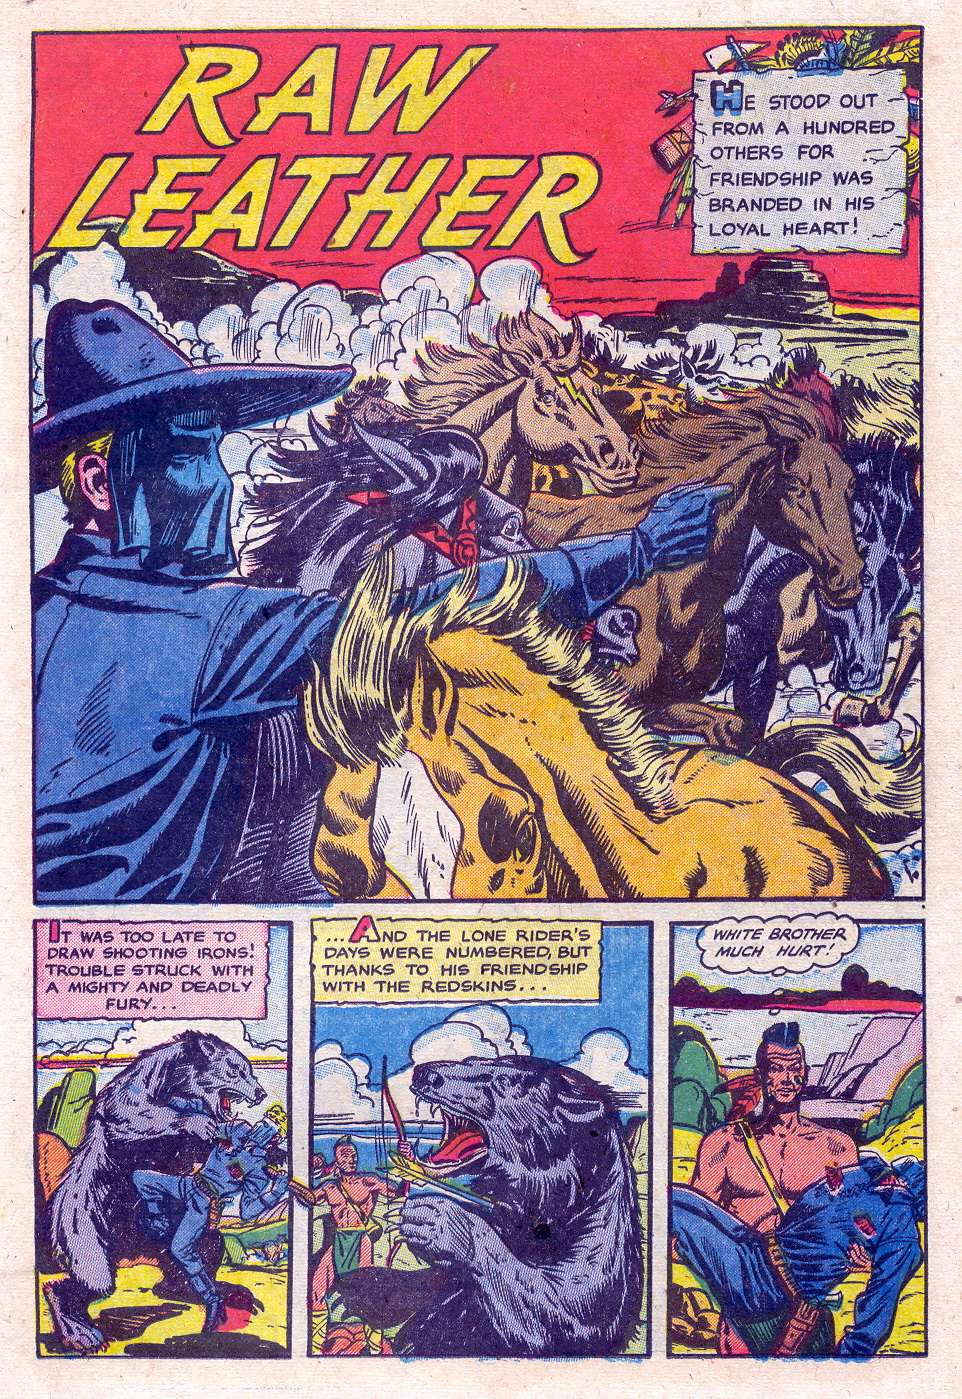 RAW
LEATHER
HE STOOD OUT
FROM A HUNDRED
OTHERS FOR
FRIENDSHIP WAS
BRANDED IN HIS
LOYAL HEART!
IT WAS TOO LATE TO
DRAW SHOOTING IRONS!
TROUBLE STRUCK WITH
A MIGHTY AND DEADLY
FURY...
...AND THE LONE RIDER'S
DAYS WERE NUMBERED, BUT
THANKS TO HIS FRIENDSHIP
WITH THE REDSKINS...
WHITE BROTHER
MUCH HURT!